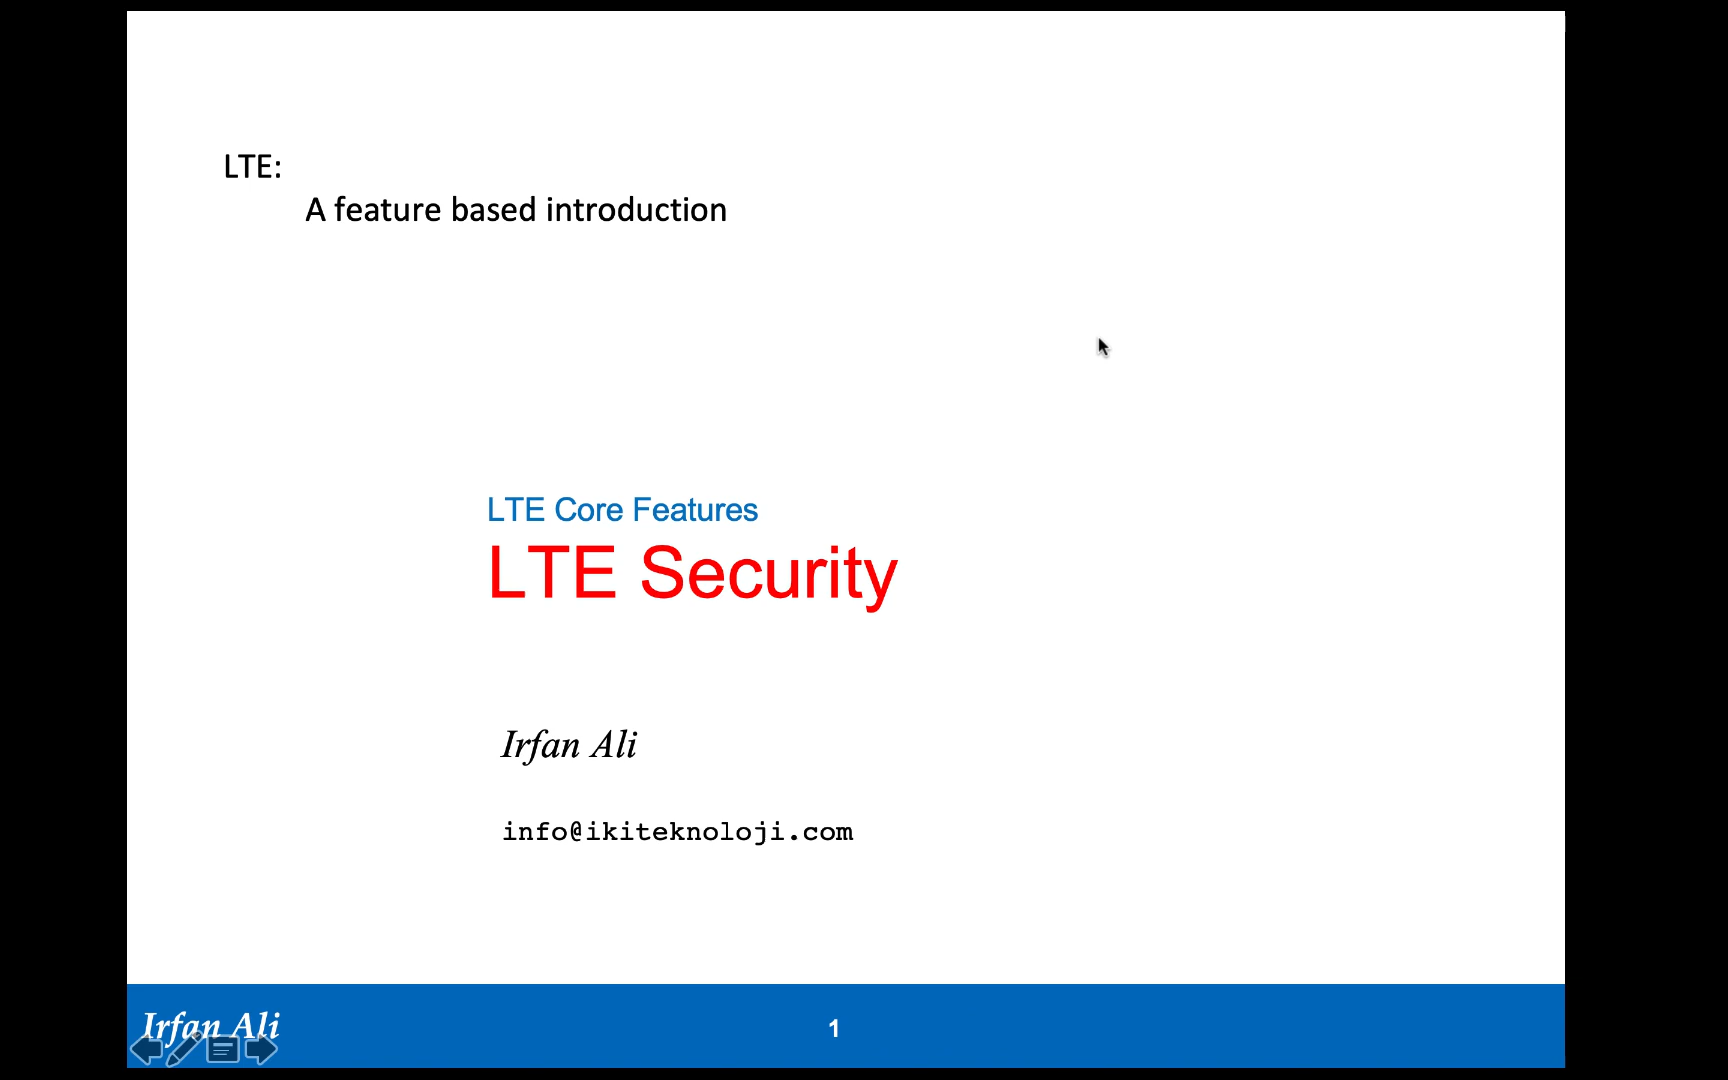 LTE:
A feature based introduction
LTE Core Features
LTE Security
Irfan Ali
info@ikiteknoloji.com
Irfan Ali
1